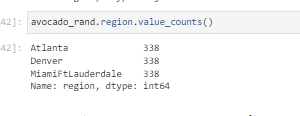 42]: avocado_rand.region.value_counts()
42]: Atlanta 338
Denver 338
MiamiFtLauderdale 338
Name: region, dtype: int64